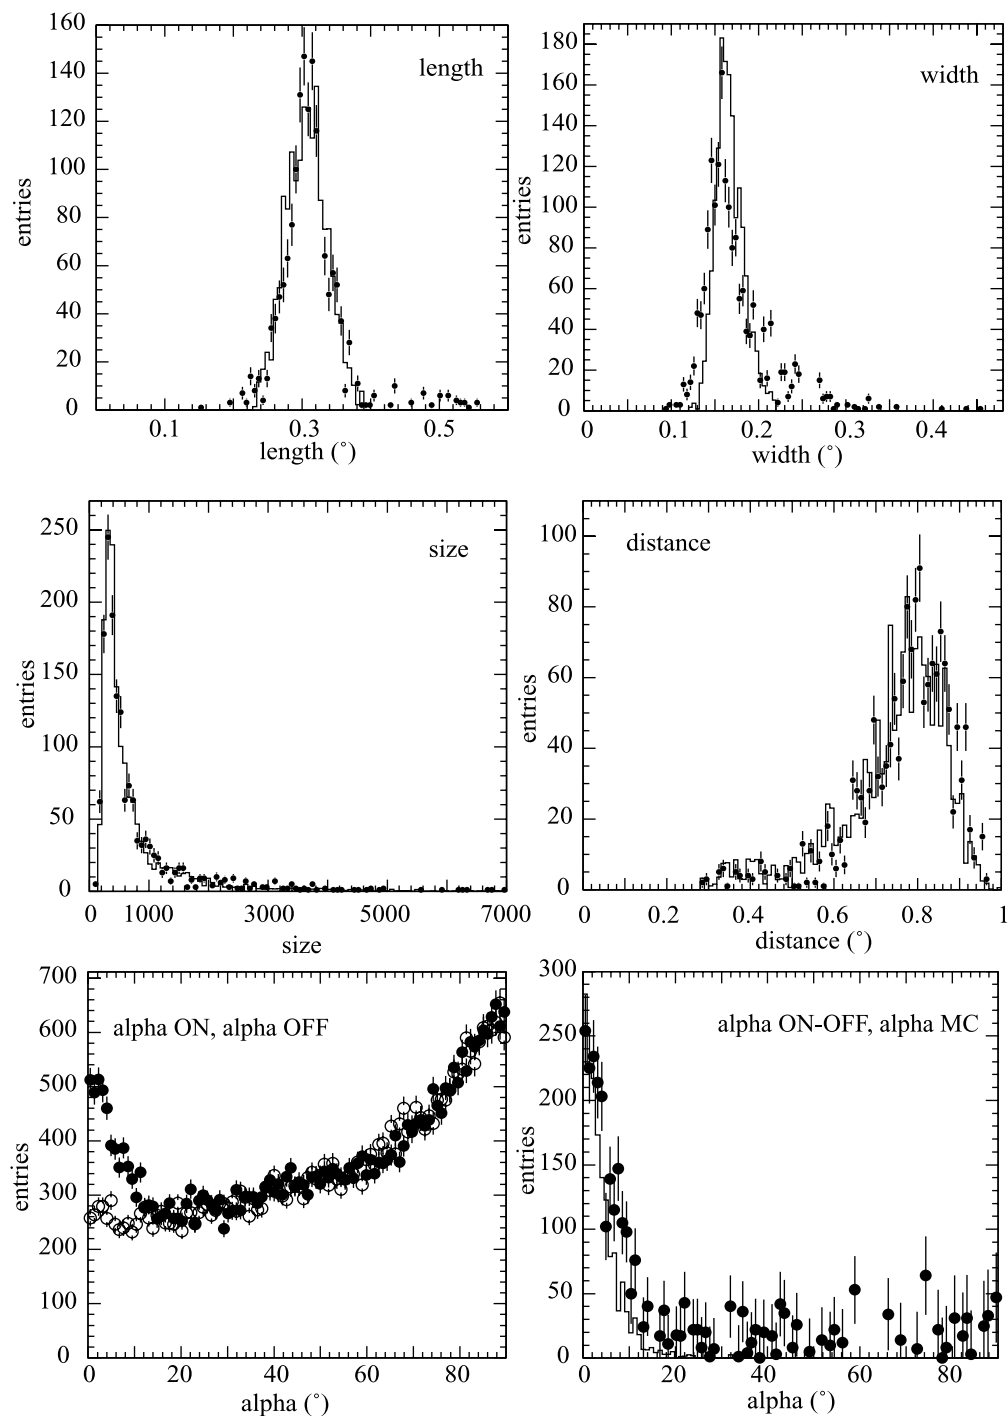 160
140
120
100
80
60
40
20
0
entries
length
0.1 0.3 0.5
length (°)
180
160
140
120
100
80
60
40
20
0
entries
width
0 0.1 0.2 0.3 0.4
width (°)
250
200
150
100
50
0
entries
size
0 1000 3000 5000 7000
size
100
80
60
40
20
0
entries
distance
0 0.2 0.4 0.6 0.8 1
distance (°)
700
600
500
400
300
200
100
0
entries
alpha ON, alpha OFF
0 20 40 60 80
alpha (°)
300
250
200
150
100
50
0
entries
alpha ON-OFF, alpha MC
0 20 40 60 80
alpha (°)